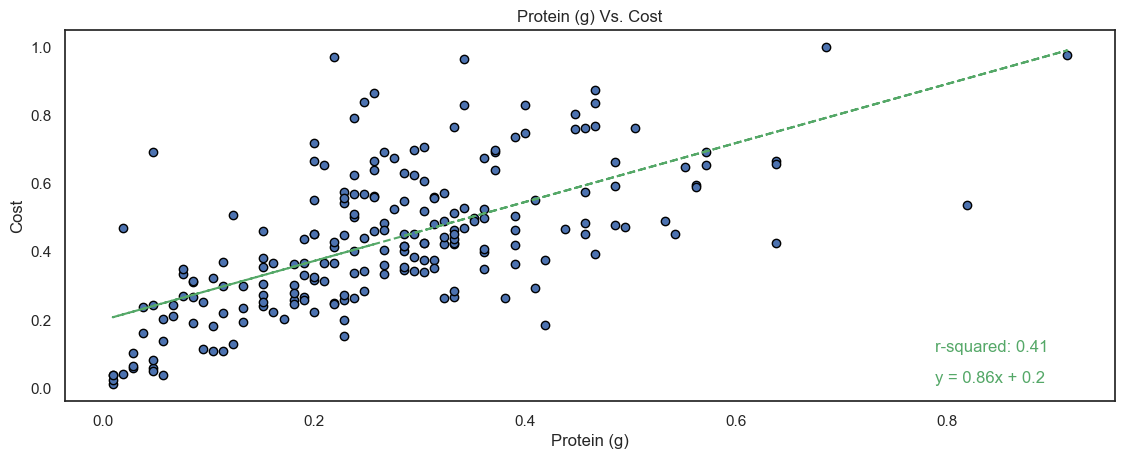 Protein (g) Vs. Cost
Cost
1.0
0.8
0.6
0.4
0.2
0.0
r-squared: 0.41
y = 0.86x + 0.2
0.0 0.2 0.4 0.6 0.8
Protein (g)